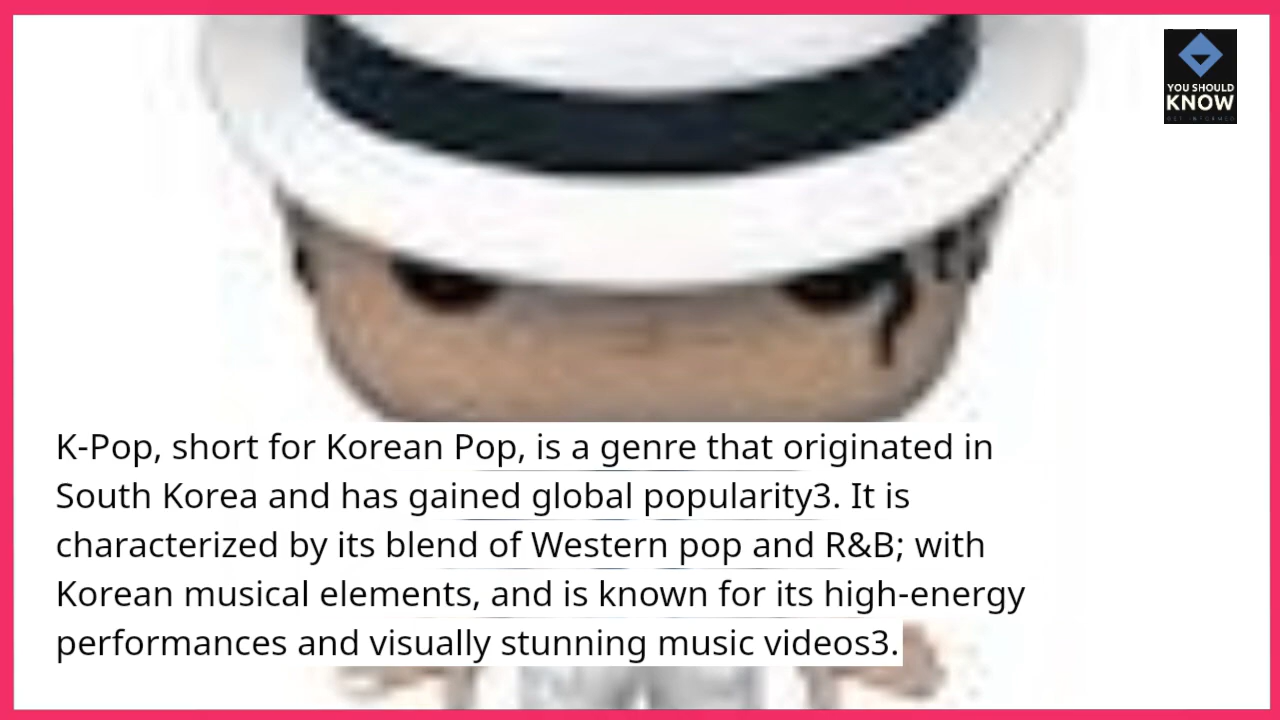 YOU SHOULD
KNOW
GET INFORMED
K-Pop, short for Korean Pop, is a genre that originated in
South Korea and has gained global popularity3. It is
characterized by its blend of Western pop and R&B; with
Korean musical elements, and is known for its high-energy
performances and visually stunning music videos3.